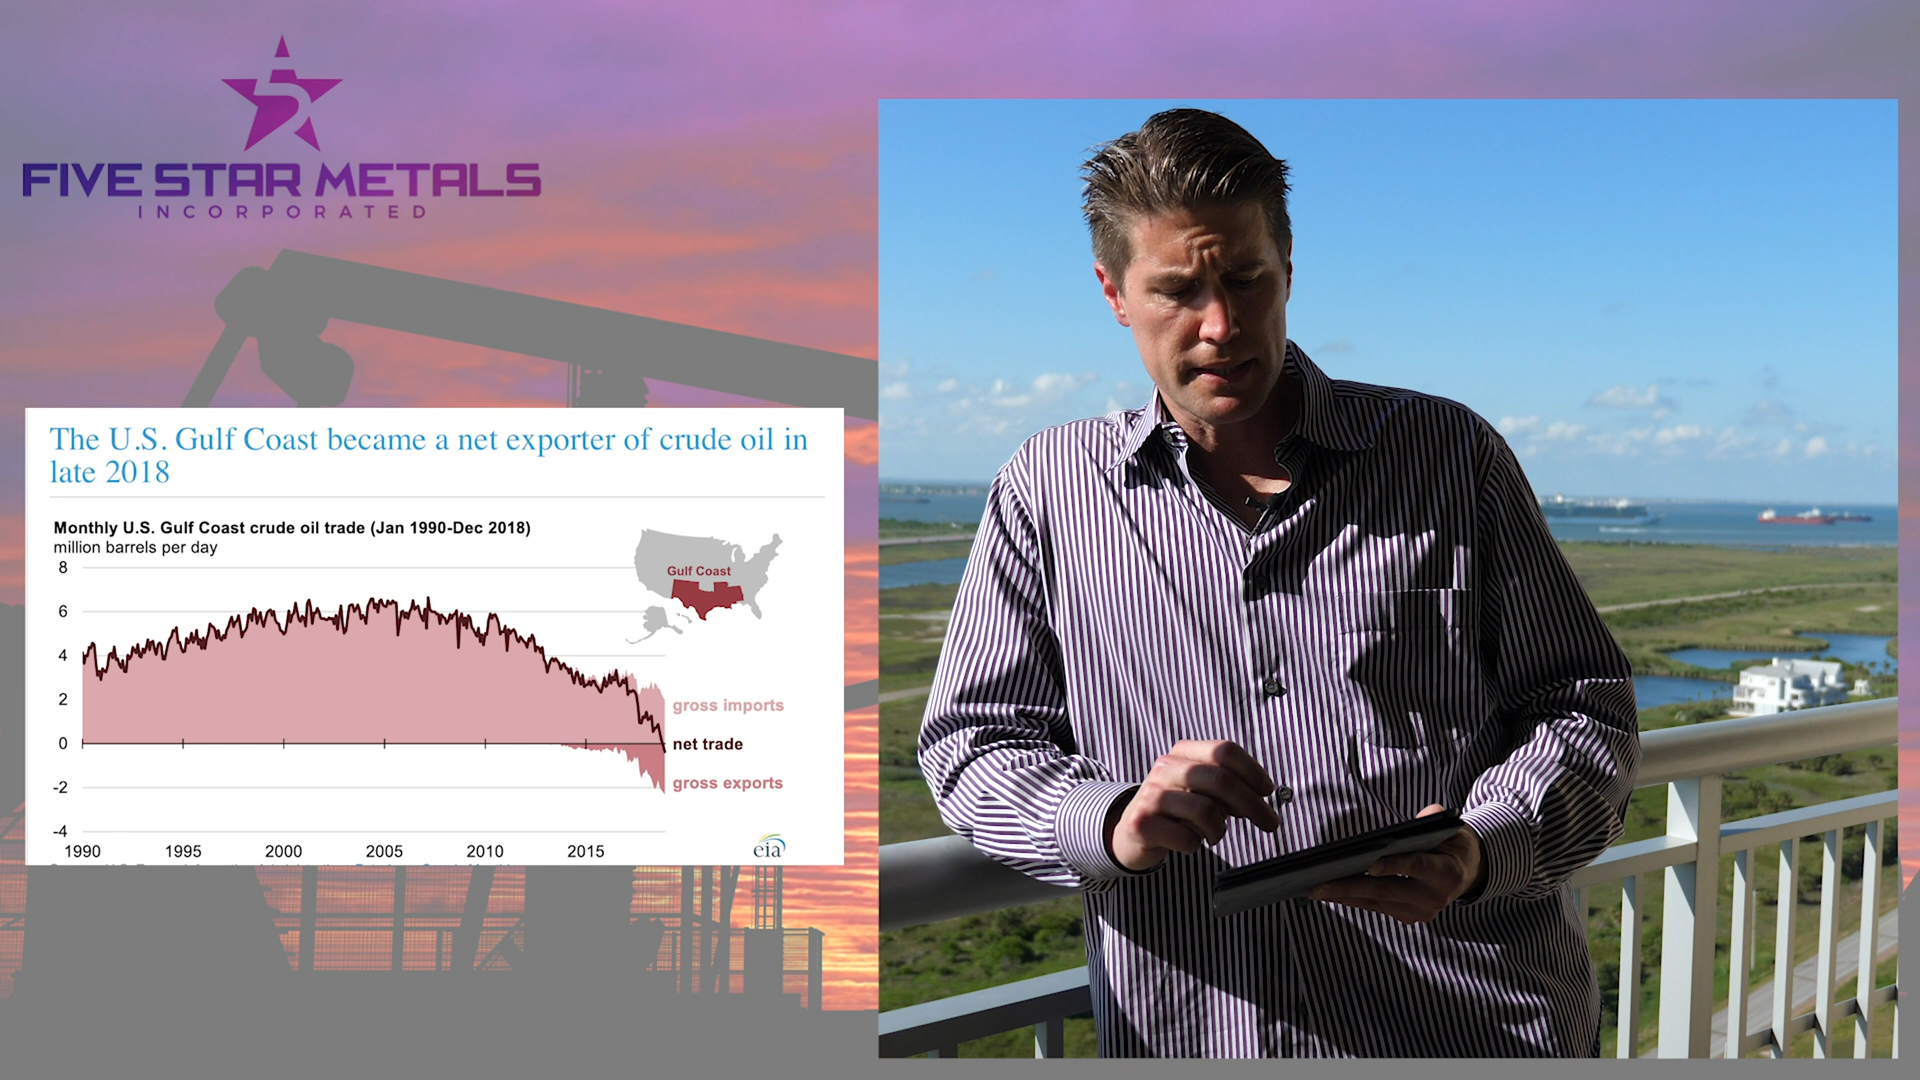 5
FIVE STAR METALS
INCORPORATED
The U.S. Gulf Coast became a net exporter of crude oil in
late 2018
Monthly U.S. Gulf Coast crude oil trade (Jan 1990-Dec 2018)
million barrels per day
Gulf Coast
8
6
4
2
0
-2
-4
gross imports
net trade
gross exports
1990 1995 2000 2005 2010 2015
eia